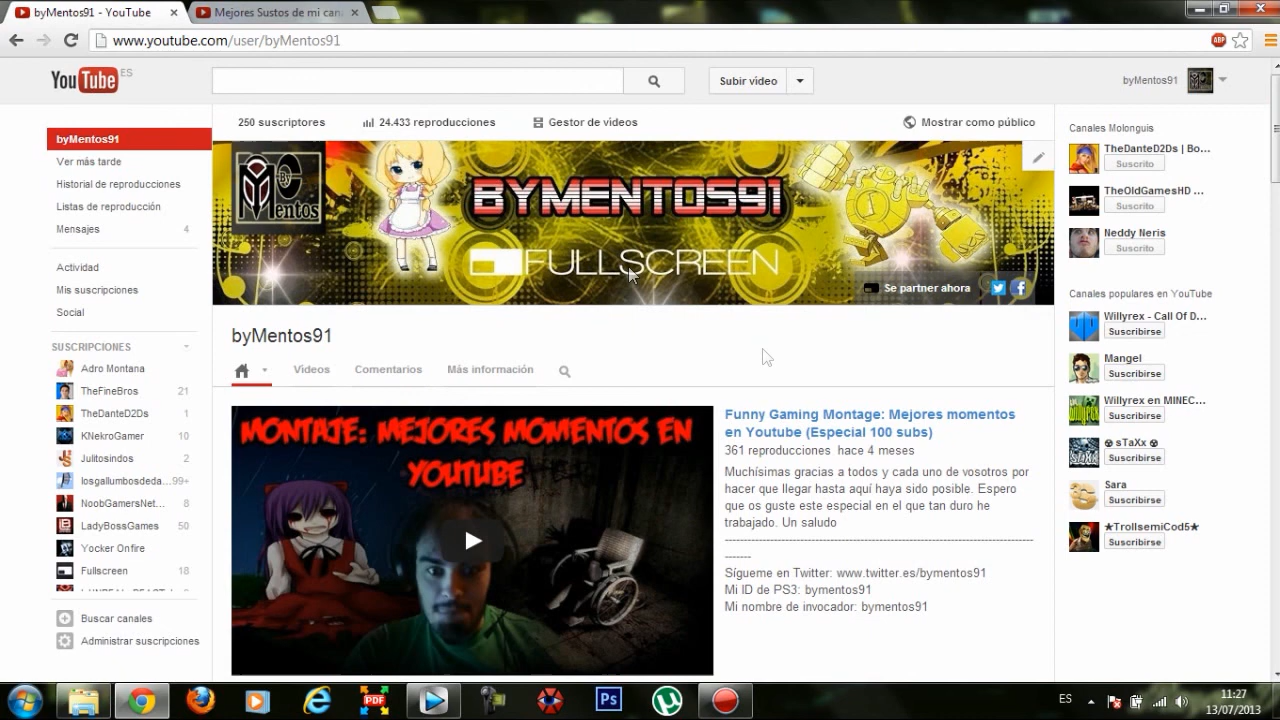 byMentos91 - YouTube
Mejores Sustos de mi can
www.youtube.com/user/byMentos91
ABP
YouTube ES
Subir vídeo
byMentos91
250 suscriptores
24.433 reproducciones
Gestor de vídeos
Mostrar como público
byMentos91
Ver más tarde
Historial de reproducciones
Listas de reproducción
Mensajes 4
Actividad
Mis suscripciones
Social
SUSCRIPCIONES
Adro Montana
TheFineBros 21
TheDanteD2Ds 1
KNekroGamer 10
Julitosindos 2
losgallumbosdeda...99+
NoobGamersNet... 8
LadyBossGames 50
Yocker Onfire
Fullscreen 18
Buscar canales
Administrar suscripciones
By
Mentos
BYMENTOS91
FULLSCREEN
Se partner ahora
byMentos91
Vídeos
Comentarios
Más información
MONTAJE: MEJORES MOMENTOS EN
YOUTUBE
Funny Gaming Montage: Mejores momentos
en Youtube (Especial 100 subs)
361 reproducciones hace 4 meses
Muchísimas gracias a todos y cada uno de vosotros por
hacer que llegar hasta aquí haya sido posible. Espero
que os guste este especial en el que tan duro he
trabajado. Un saludo
Sígueme en Twitter: www.twitter.es/bymentos91
Mi ID de PS3: bymentos91
Mi nombre de invocador: bymentos91
Canales Molonguis
TheDanteD2Ds | Bo...
Suscrito
TheOldGamesHD ...
Suscrito
Neddy Neris
Suscrito
Canales populares en YouTube
Willyrex - Call Of D...
Suscribirse
Mangel
Suscribirse
Willyrex en MINEC...
Suscribirse
☢ sTaXx ☢
Suscribirse
Sara
Suscribirse
★TrollsemiCod5★
Suscribirse
PDF
Ps
ES
11:27
13/07/2013